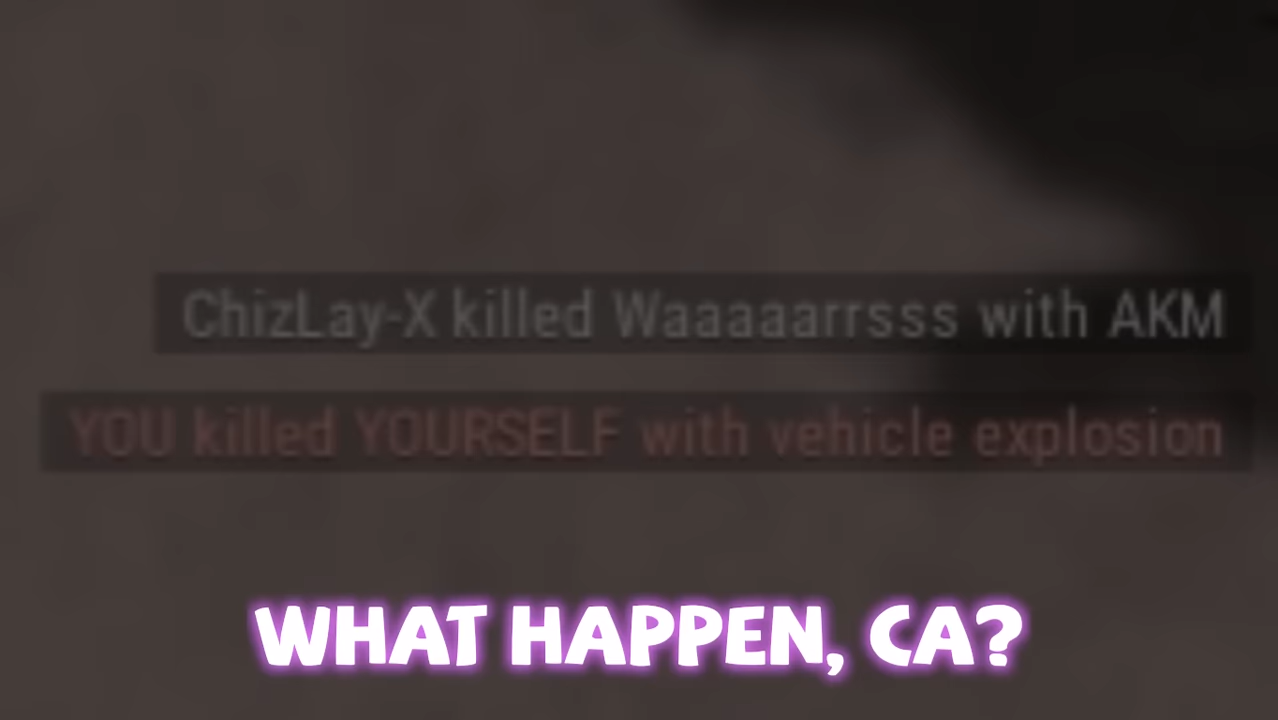 ChizLay-X killed Waaaaarrsss with AKM
YOU killed YOURSELF with vehicle explosion
WHAT HAPPEN, CA?